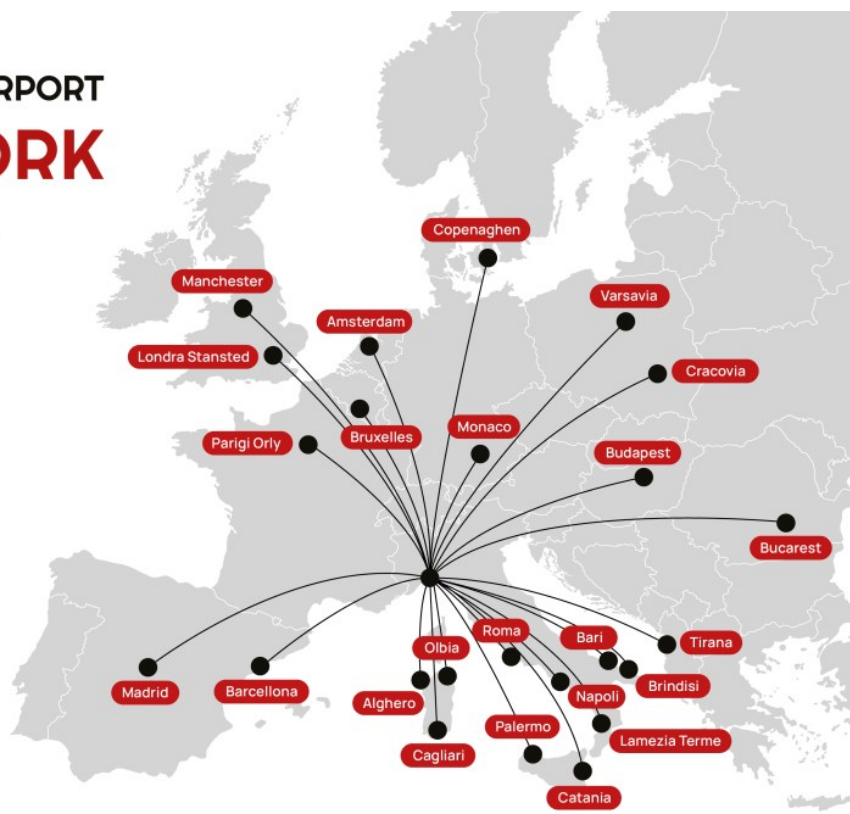 RPORT
ORK
Copenaghen
Manchester
Varsavia
Amsterdam
Londra Stansted
Cracovia
Monaco
Bruxelles
Parigi Orly
Budapest
Bucarest
Roma
Bari
Tirana
Olbia
Brindisi
Madrid
Barcellona
Napoli
Alghero
Palermo
Lamezia Terme
Cagliari
Catania